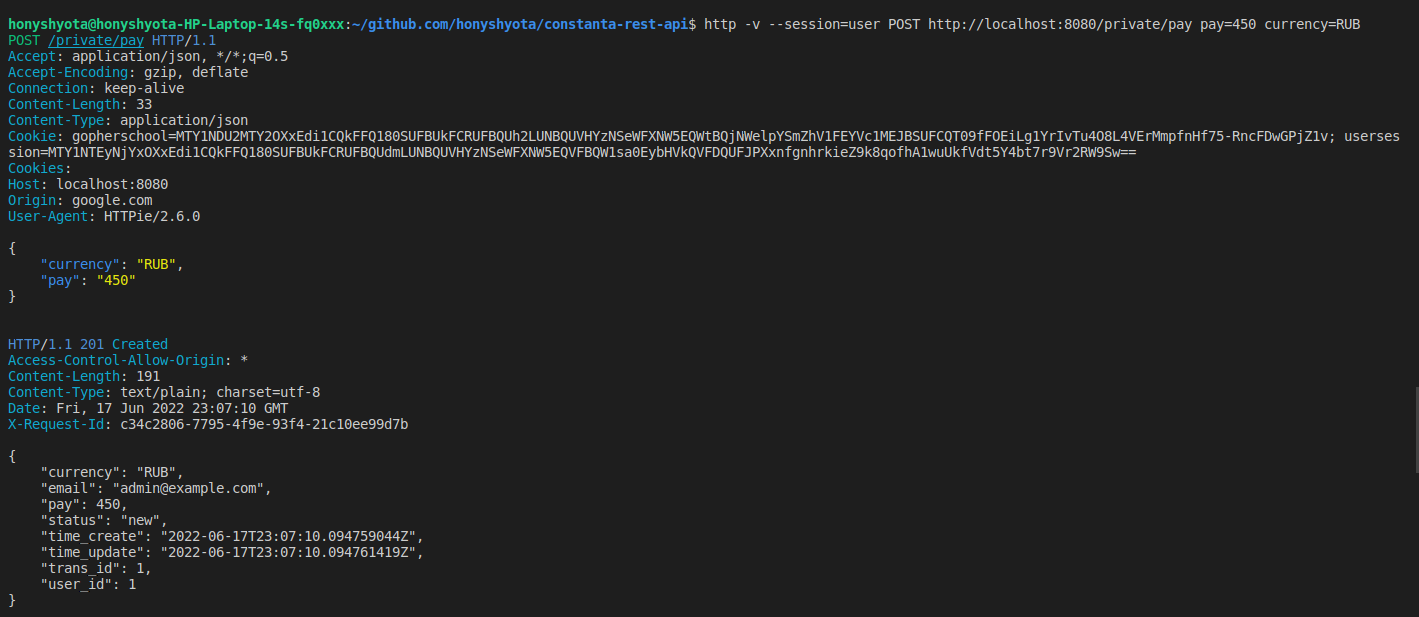 honyshyota@honyshyota-HP-Laptop-14s-fq0xxx:~/github.com/honyshyota/constanta-rest-api$ http -v --session=user POST http://localhost:8080/private/pay pay=450 currency=RUB
POST /private/pay HTTP/1.1
Accept: application/json, */*;q=0.5
Accept-Encoding: gzip, deflate
Connection: keep-alive
Content-Length: 33
Content-Type: application/json
Cookie: gopherschool=MTY1NDU2MTY2OXxEdi1CQkFFQ180SUFBUkFCRUFBQUh2LUNBQUVHYzNSeWFXNW5EQWtBQjNWelpYSmZhV1FEYVc1MEJBSUFCQT09fFOEiLg1YrIvTu4O8L4VErMmpfnHf75-RncFDwGPjZ1v; userses
sion=MTY1NTEyNjYxOXxEdi1CQkFFQ180SUFBUkFCRUFBQUdmLUNBQUVHYzNSeWFXNW5EQVFBQW1sa0EybHVkQVFDQUFJPXxnfgnhrkieZ9k8qofhA1wuUkfVdt5Y4bt7r9Vr2RW9Sw==
Cookies:
Host: localhost:8080
Origin: google.com
User-Agent: HTTPie/2.6.0
{
    "currency": "RUB",
    "pay": "450"
}
HTTP/1.1 201 Created
Access-Control-Allow-Origin: *
Content-Length: 191
Content-Type: text/plain; charset=utf-8
Date: Fri, 17 Jun 2022 23:07:10 GMT
X-Request-Id: c34c2806-7795-4f9e-93f4-21c10ee99d7b
{
    "currency": "RUB",
    "email": "admin@example.com",
    "pay": 450,
    "status": "new",
    "time_create": "2022-06-17T23:07:10.094759044Z",
    "time_update": "2022-06-17T23:07:10.094761419Z",
    "trans_id": 1,
    "user_id": 1
}